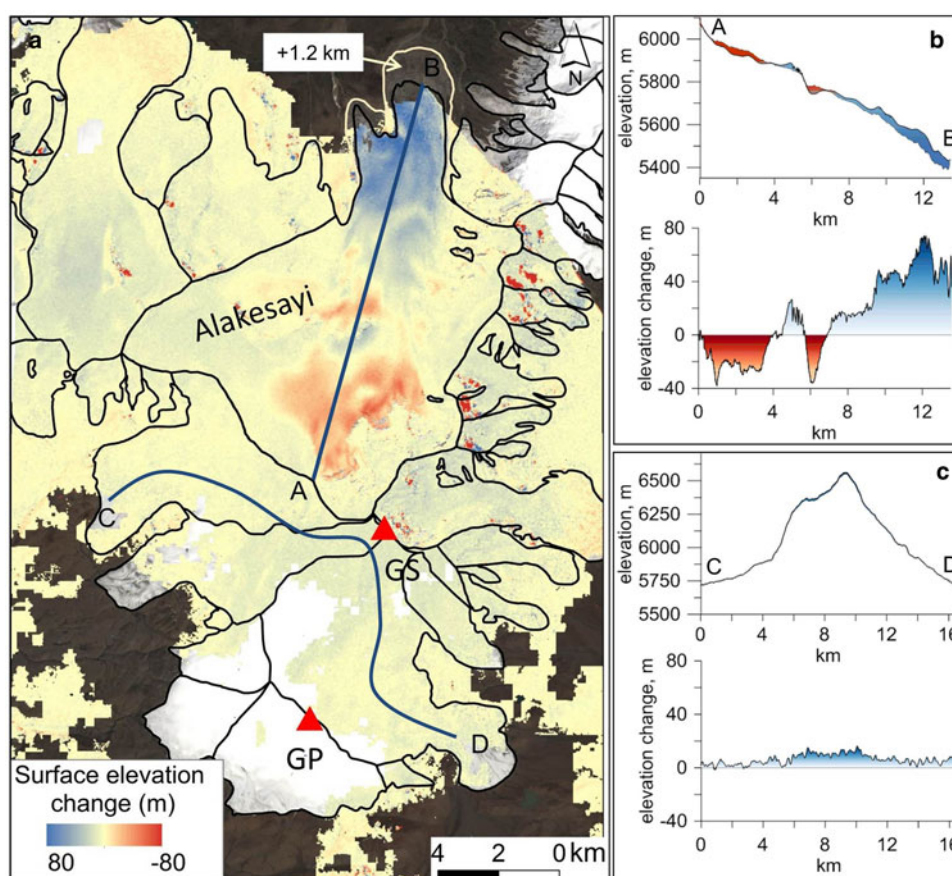 a
+1.2 km
B
N
Alakesayi
A
C
GS
GP
D
Surface elevation
change (m)
80 -80
4 2 0 km
b
elevation, m
6000
5800
5600
5400
A
B
0 4 8 12
km
elevation change, m
80
40
0
-40
0 4 8 12
km
c
elevation, m
6500
6250
6000
5750
5500
C
D
0 4 8 12 16
km
elevation change, m
80
40
0
-40
0 4 8 12 16
km